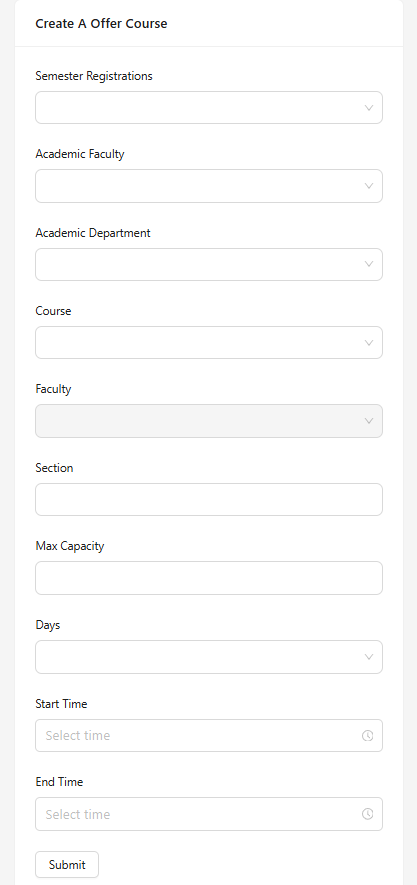 Create A Offer Course
Semester Registrations
Academic Faculty
Academic Department
Course
Faculty
Section
Max Capacity
Days
Start Time
Select time
End Time
Select time
Submit